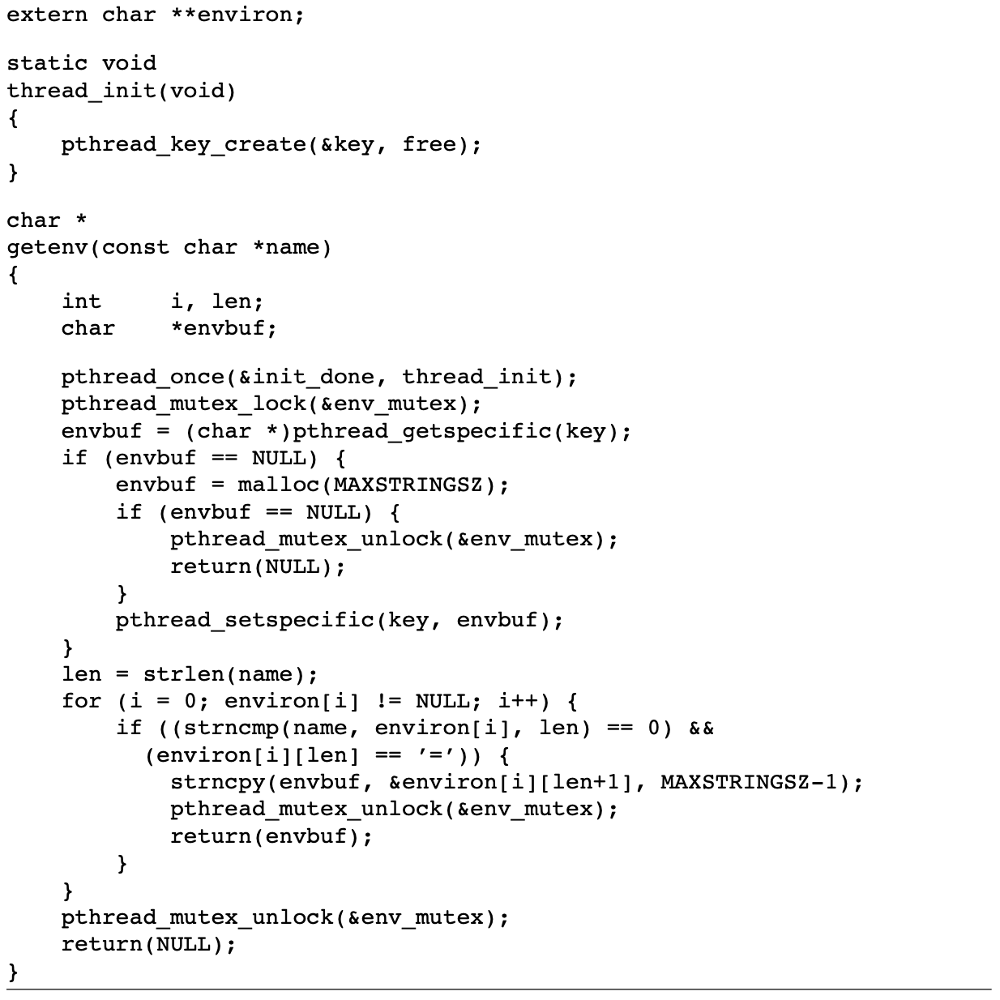 extern char **environ;
static void
thread_init(void)
{
    pthread_key_create(&key, free);
}
char *
getenv(const char *name)
{
    int     i, len;
    char    *envbuf;
    pthread_once(&init_done, thread_init);
    pthread_mutex_lock(&env_mutex);
    envbuf = (char *)pthread_getspecific(key);
    if (envbuf == NULL) {
        envbuf = malloc(MAXSTRINGSZ);
        if (envbuf == NULL) {
            pthread_mutex_unlock(&env_mutex);
            return(NULL);
        }
        pthread_setspecific(key, envbuf);
    }
    len = strlen(name);
    for (i = 0; environ[i] != NULL; i++) {
        if ((strncmp(name, environ[i], len) == 0) &&
          (environ[i][len] == ′=′)) {
            strncpy(envbuf, &environ[i][len+1], MAXSTRINGSZ-1);
            pthread_mutex_unlock(&env_mutex);
            return(envbuf);
        }
    }
    pthread_mutex_unlock(&env_mutex);
    return(NULL);
}